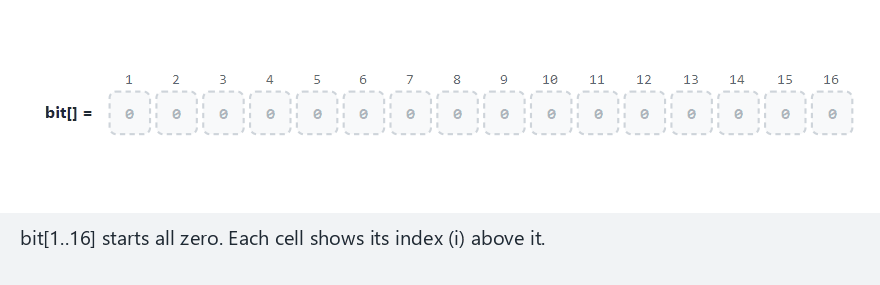 1 2 3 4 5 6 7 8 9 10 11 12 13 14 15 16
bit[] = 0 0 0 0 0 0 0 0 0 0 0 0 0 0 0 0
bit[1..16] starts all zero. Each cell shows its index (i) above it.